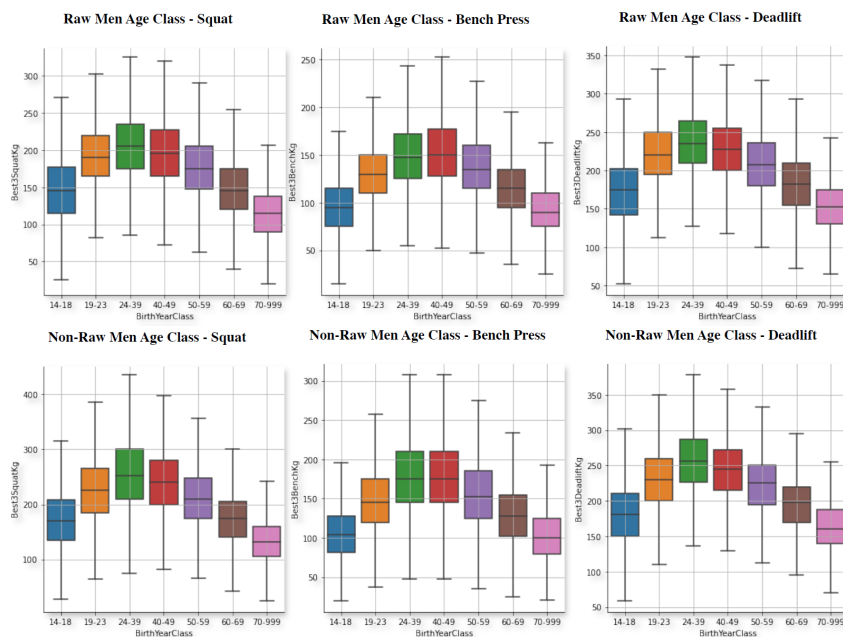 Raw Men Age Class - Squat
Raw Men Age Class - Bench Press
Raw Men Age Class - Deadlift
Best3SquatKg
300
250
200
150
100
50
14-18 19-23 24-39 40-49 50-59 60-69 70-999
BirthYearClass
Best3BenchKg
250
200
150
100
50
14-18 19-23 24-39 40-49 50-59 60-69 70-999
BirthYearClass
Best3DeadliftKg
350
300
250
200
150
100
50
14-18 19-23 24-39 40-49 50-59 60-69 70-999
BirthYearClass
Non-Raw Men Age Class - Squat
Non-Raw Men Age Class - Bench Press
Non-Raw Men Age Class - Deadlift
Best3SquatKg
400
300
200
100
14-18 19-23 24-39 40-49 50-59 60-69 70-999
BirthYearClass
Best3BenchKg
300
250
200
150
100
50
14-18 19-23 24-39 40-49 50-59 60-69 70-999
BirthYearClass
Best3DeadliftKg
350
300
250
200
150
100
50
14-18 19-23 24-39 40-49 50-59 60-69 70-999
BirthYearClass